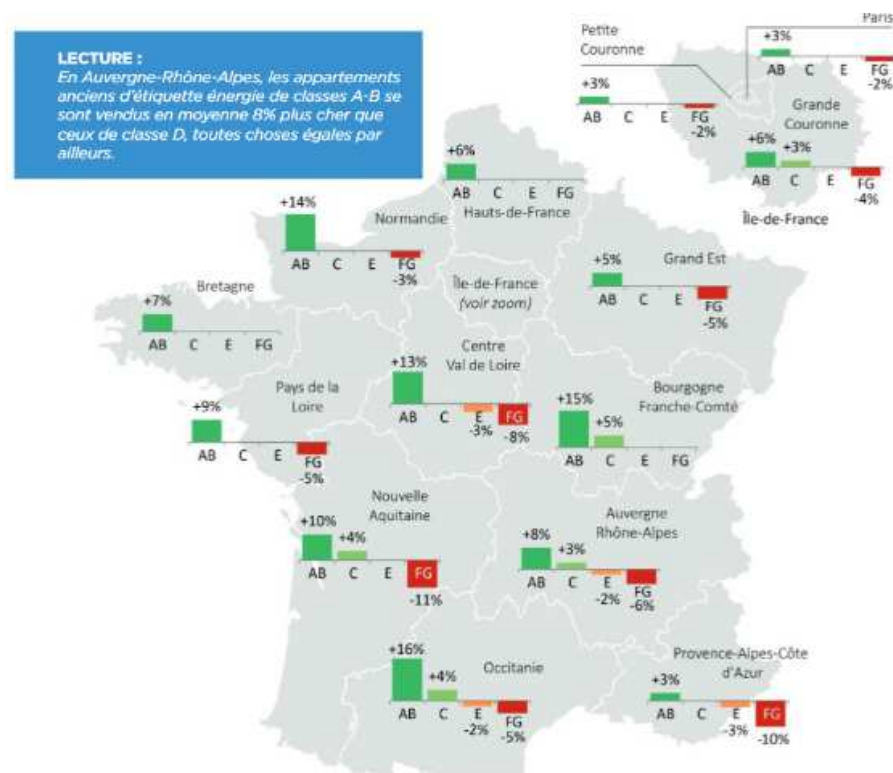 LECTURE :
En Auvergne-Rhône-Alpes, les appartements
anciens d'étiquette énergie de classes A-B se
sont vendus en moyenne 8% plus cher que
ceux de classe D, toutes choses égales par
ailleurs.
Paris
+3%
AB C E FG
-2%
Petite
Couronne
+3%
AB C E FG
-2%
Grande
Couronne
+6% +3%
AB C E FG
-4%
Île-de-France
+6%
AB C E FG
Hauts-de-France
+14%
Normandie
AB C E FG
-3%
Île-de-France
(voir zoom)
Grand Est
+5%
AB C E FG
-5%
Bretagne
+7%
AB C E FG
Centre
Val de Loire
+13%
AB C E FG
-3% -8%
Pays de la
Loire
+9%
AB C E FG
-5%
Bourgogne
Franche-Comté
+15% +5%
AB C E FG
Nouvelle
Aquitaine
+10% +4%
AB C E FG
-11%
Auvergne
Rhône-Alpes
+8% +3%
AB C E FG
-2% -6%
Occitanie
+16% +4%
AB C E FG
-2% -5%
Provence-Alpes-Côte
d'Azur
+3%
AB C E FG
-3% -10%